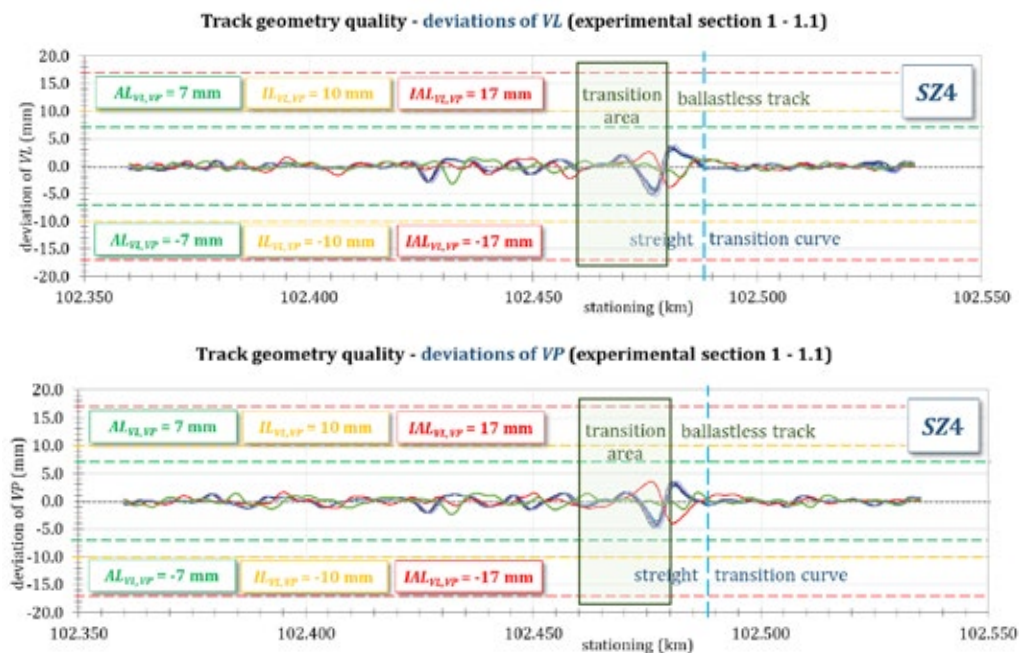 Track geometry quality - deviations of VL (experimental section 1 - 1.1)
20.0
15.0
10.0
5.0
0.0
-5.0
-10.0
-15.0
-20.0
deviation of VL (mm)
AL_VL,VP = 7 mm
IL_VL,VP = 10 mm
IAL_VL,VP = 17 mm
transition
area
ballastless track
SZ4
AL_VL,VP = -7 mm
IL_VL,VP = -10 mm
IAL_VL,VP = -17 mm
streight
transition curve
102.350
102.400
102.450
102.500
102.550
stationing (km)
Track geometry quality - deviations of VP (experimental section 1 - 1.1)
20.0
15.0
10.0
5.0
0.0
-5.0
-10.0
-15.0
-20.0
deviation of VP (mm)
AL_VL,VP = 7 mm
IL_VL,VP = 10 mm
IAL_VL,VP = 17 mm
transition
area
ballastless track
SZ4
AL_VL,VP = -7 mm
IL_VL,VP = -10 mm
IAL_VL,VP = -17 mm
streight
transition curve
102.350
102.400
102.450
102.500
102.550
stationing (km)